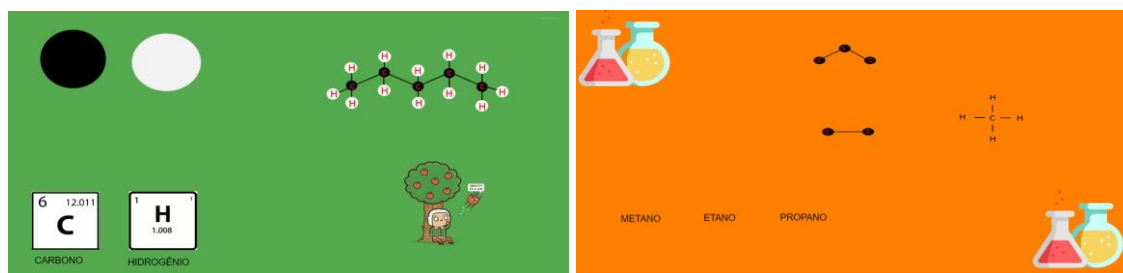 H H H H H
H C C C C C H
H H H H H
6 12.011
C
CARBONO
1 1
H
1.008
HIDROGÊNIO
H
H — C — H
H
METANO ETANO PROPANO